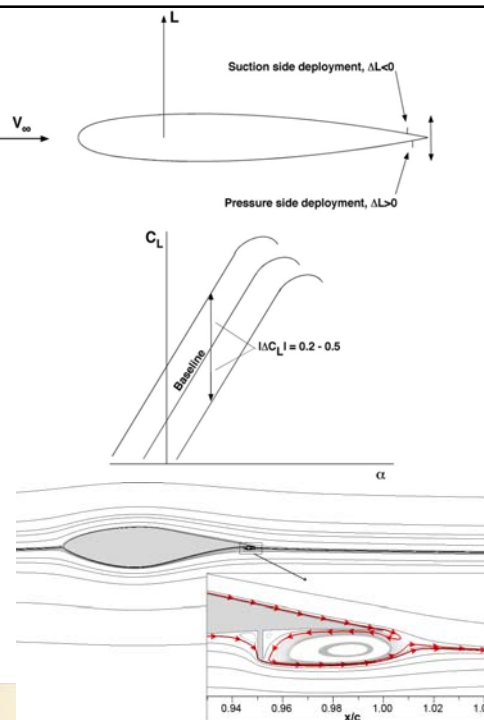 L
Suction side deployment, ΔL<0
V∞
Pressure side deployment, ΔL>0
CL
Baseline
|ΔCL| = 0.2 - 0.5
α
0.94 0.96 0.98 1.00 1.02
x/c